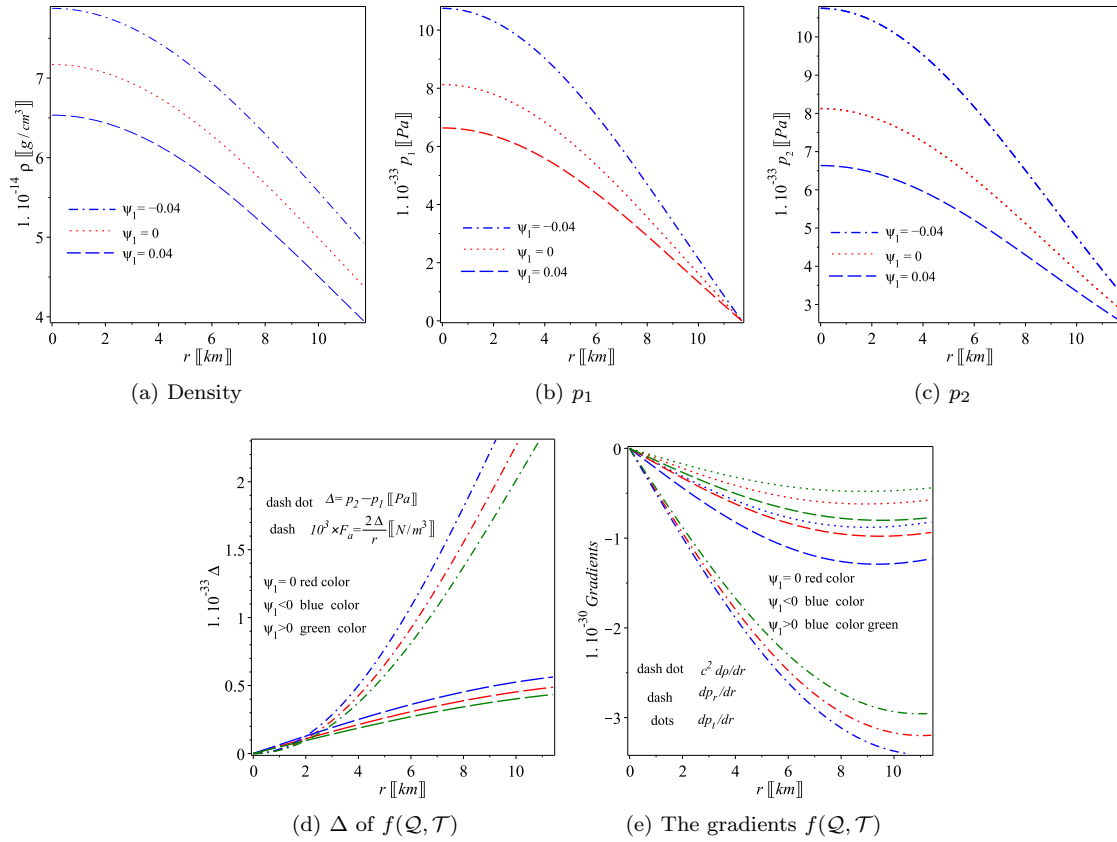 1. 10⁻¹⁴ ρ [[g / cm³]]
7
6
5
4
ψ₁= −0.04
ψ₁ = 0
ψ₁= 0.04
0 2 4 6 8 10
r [[km]]
(a) Density
1. 10⁻³³ p₁ [[Pa]]
10
8
6
4
2
0
ψ₁= −0.04
ψ₁= 0
ψ₁= 0.04
0 2 4 6 8 10
r [[km]]
(b) p₁
1. 10⁻³³ p₂ [[Pa]]
10
9
8
7
6
5
4
3
ψ₁= −0.04
ψ₁= 0
ψ₁= 0.04
0 2 4 6 8 10
r [[km]]
(c) p₂
1. 10⁻³³ Δ
2
1.5
1
0.5
0
dash dot Δ= p₂ − p₁ [[Pa]]
dash 10³ ×Fₐ= 2 Δ / r [[N/m³]]
ψ₁= 0 red color
ψ₁<0 blue color
ψ₁>0 green color
0 2 4 6 8 10
r [[km]]
(d) Δ of f(𝒬, 𝒯)
1. 10⁻³⁰ Gradients
0
−1
−2
−3
ψ₁= 0 red color
ψ₁<0 blue color
ψ₁>0 blue color green
dash dot c² dρ/dr
dash dpᵣ/dr
dots dpₜ/dr
0 2 4 6 8 10
r [[km]]
(e) The gradients f(𝒬, 𝒯)